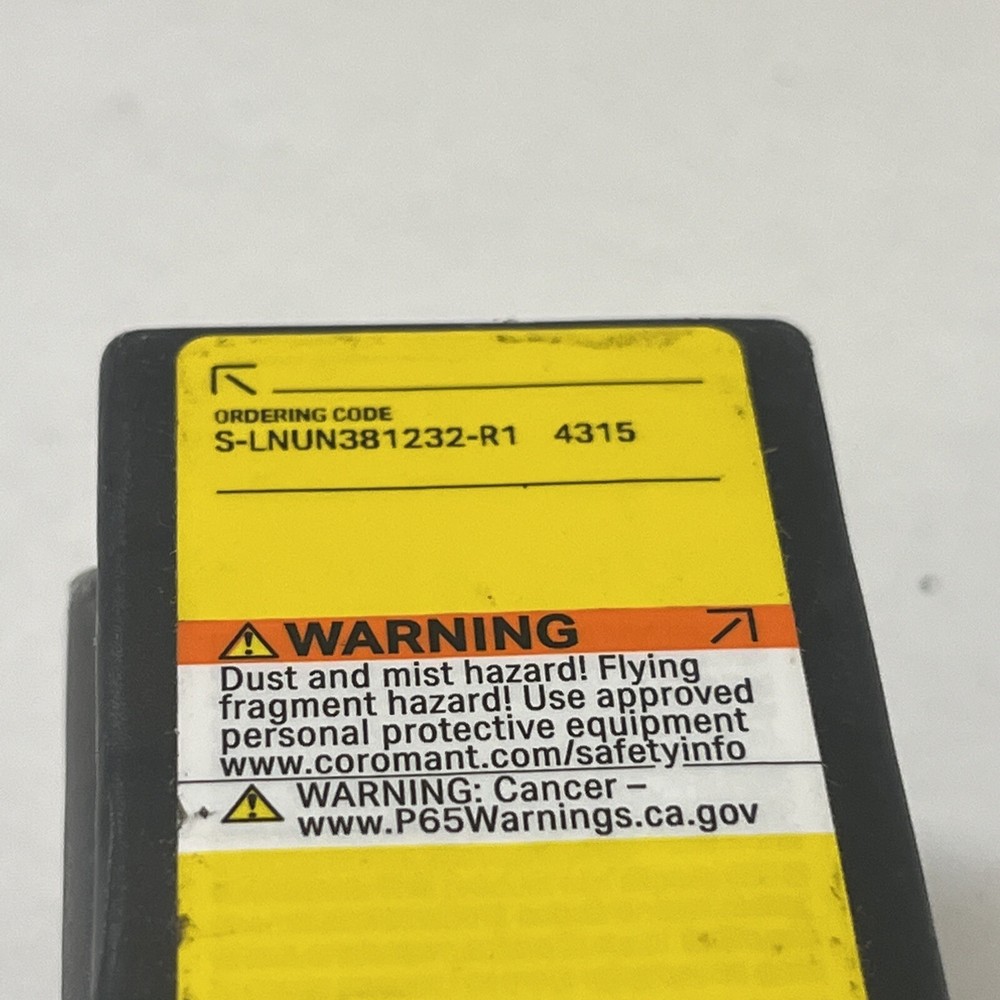 ORDERING CODE
S-LNUN381232-R1 4315
WARNING
Dust and mist hazard! Flying
fragment hazard! Use approved
personal protective equipment
www.coromant.com/safetyinfo
WARNING: Cancer –
www.P65Warnings.ca.gov